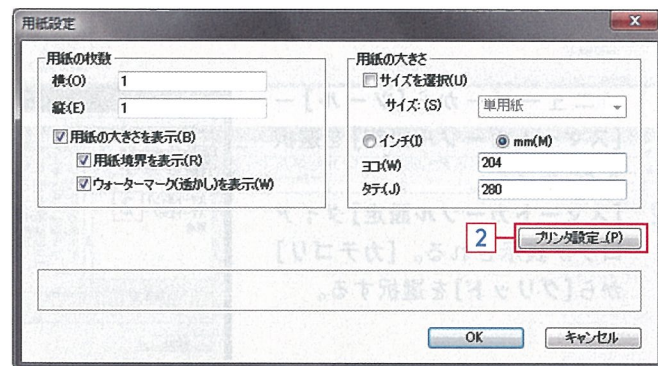 用紙設定
用紙の枚数
横:(O) 1
縦:(E) 1
用紙の大きさを表示(B)
用紙境界を表示(R)
ウォーターマーク(透かし)を表示(W)
用紙の大きさ
サイズを選択(U)
サイズ:(S) 単用紙
インチ(I) mm(M)
ヨコ:(W) 204
タテ:(J) 280
2 プリンタ設定...(P)
OK キャンセル